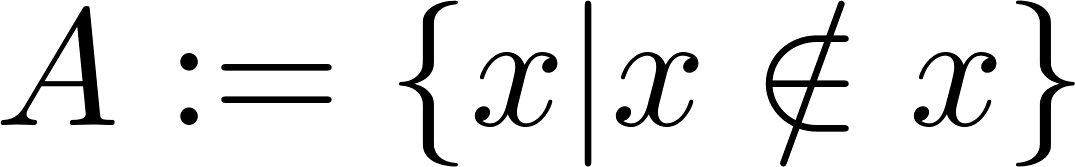 A := {x|x ∉ x}